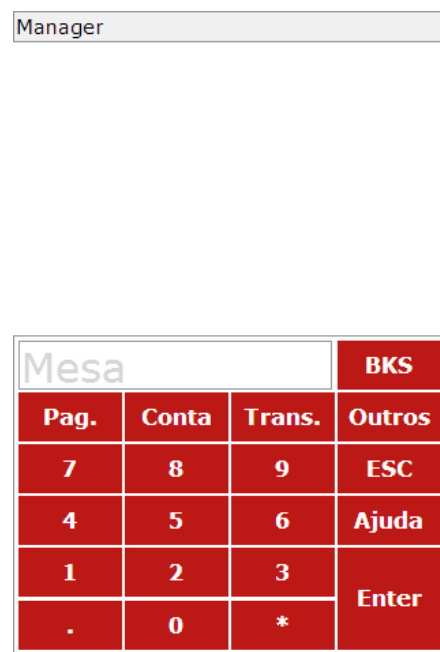 Manager
Mesa BKS
Pag. Conta Trans. Outros
7 8 9 ESC
4 5 6 Ajuda
1 2 3 Enter
. 0 *